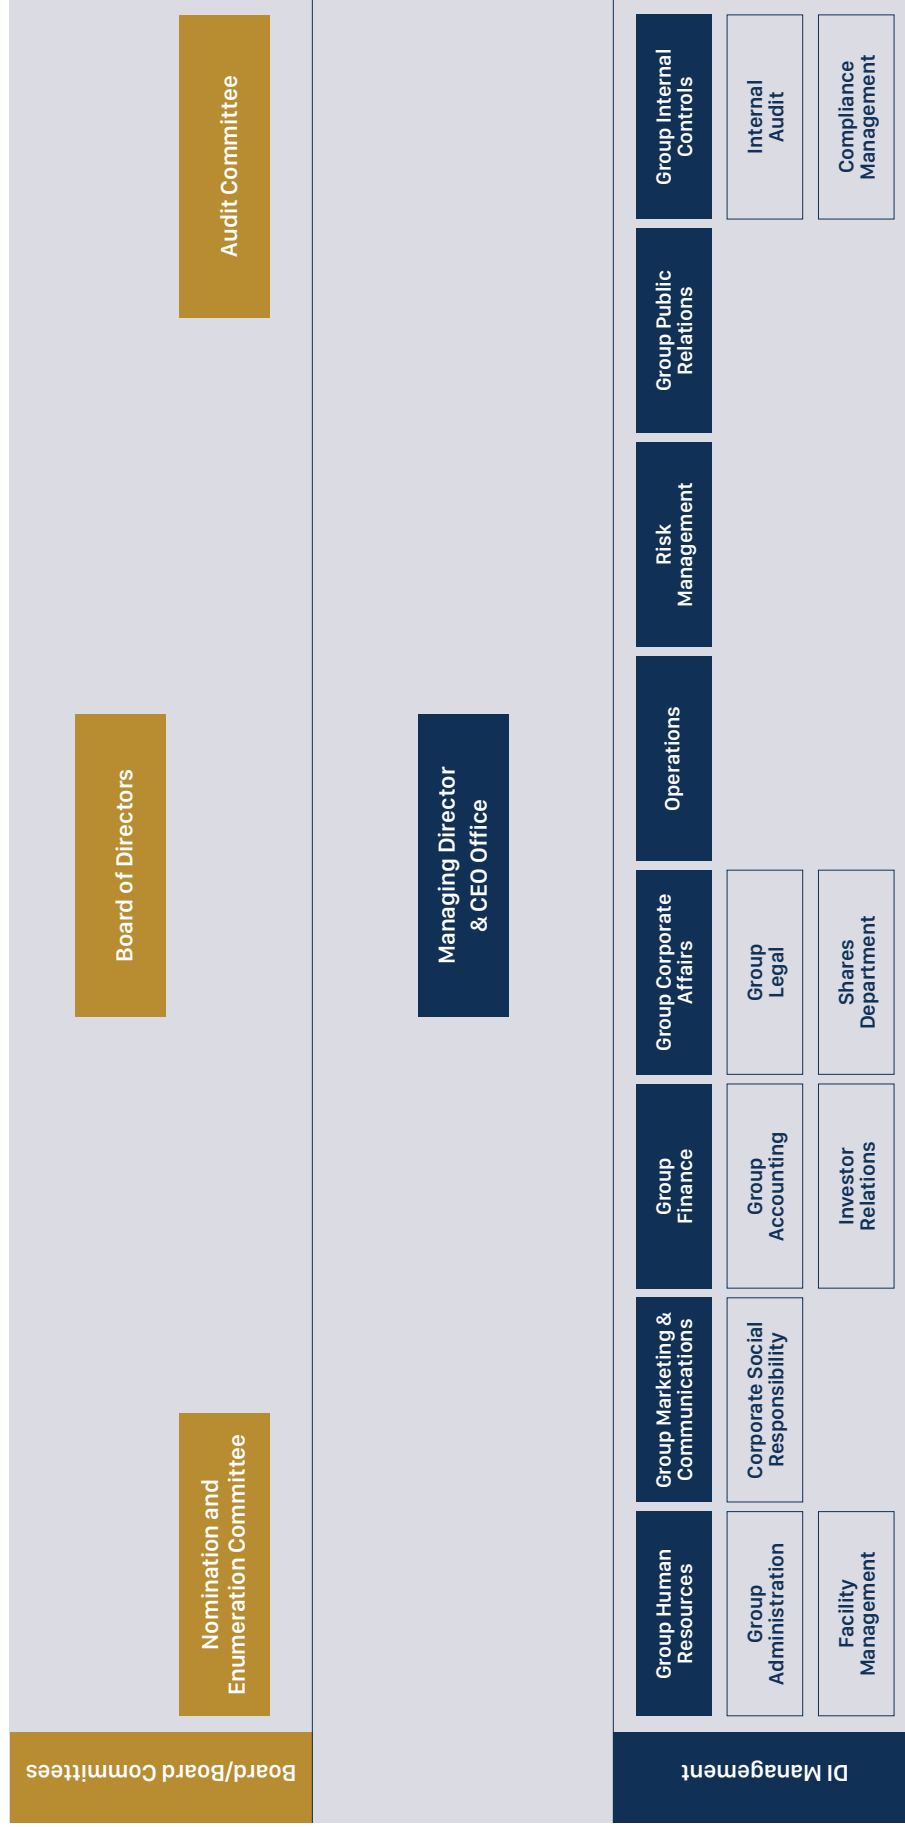 Board/Board Committees
Board of Directors
Nomination and
Enumeration Committee
Audit Committee
Managing Director
& CEO Office
DI Management
Group Human
Resources
Group Marketing &
Communications
Group
Finance
Group Corporate
Affairs
Operations
Risk
Management
Group Public
Relations
Group Internal
Controls
Group
Administration
Corporate Social
Responsibility
Group
Accounting
Group
Legal
Internal
Audit
Facility
Management
Investor
Relations
Shares
Department
Compliance
Management